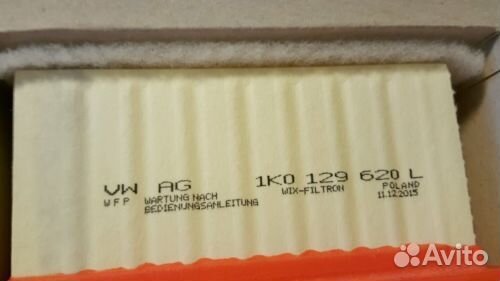 VW AG 1K0 129 620 L
WFP WARTUNG NACH WIX-FILTRON POLAND
BEDIENUNGSANLEITUNG 11.12.2015
Avito